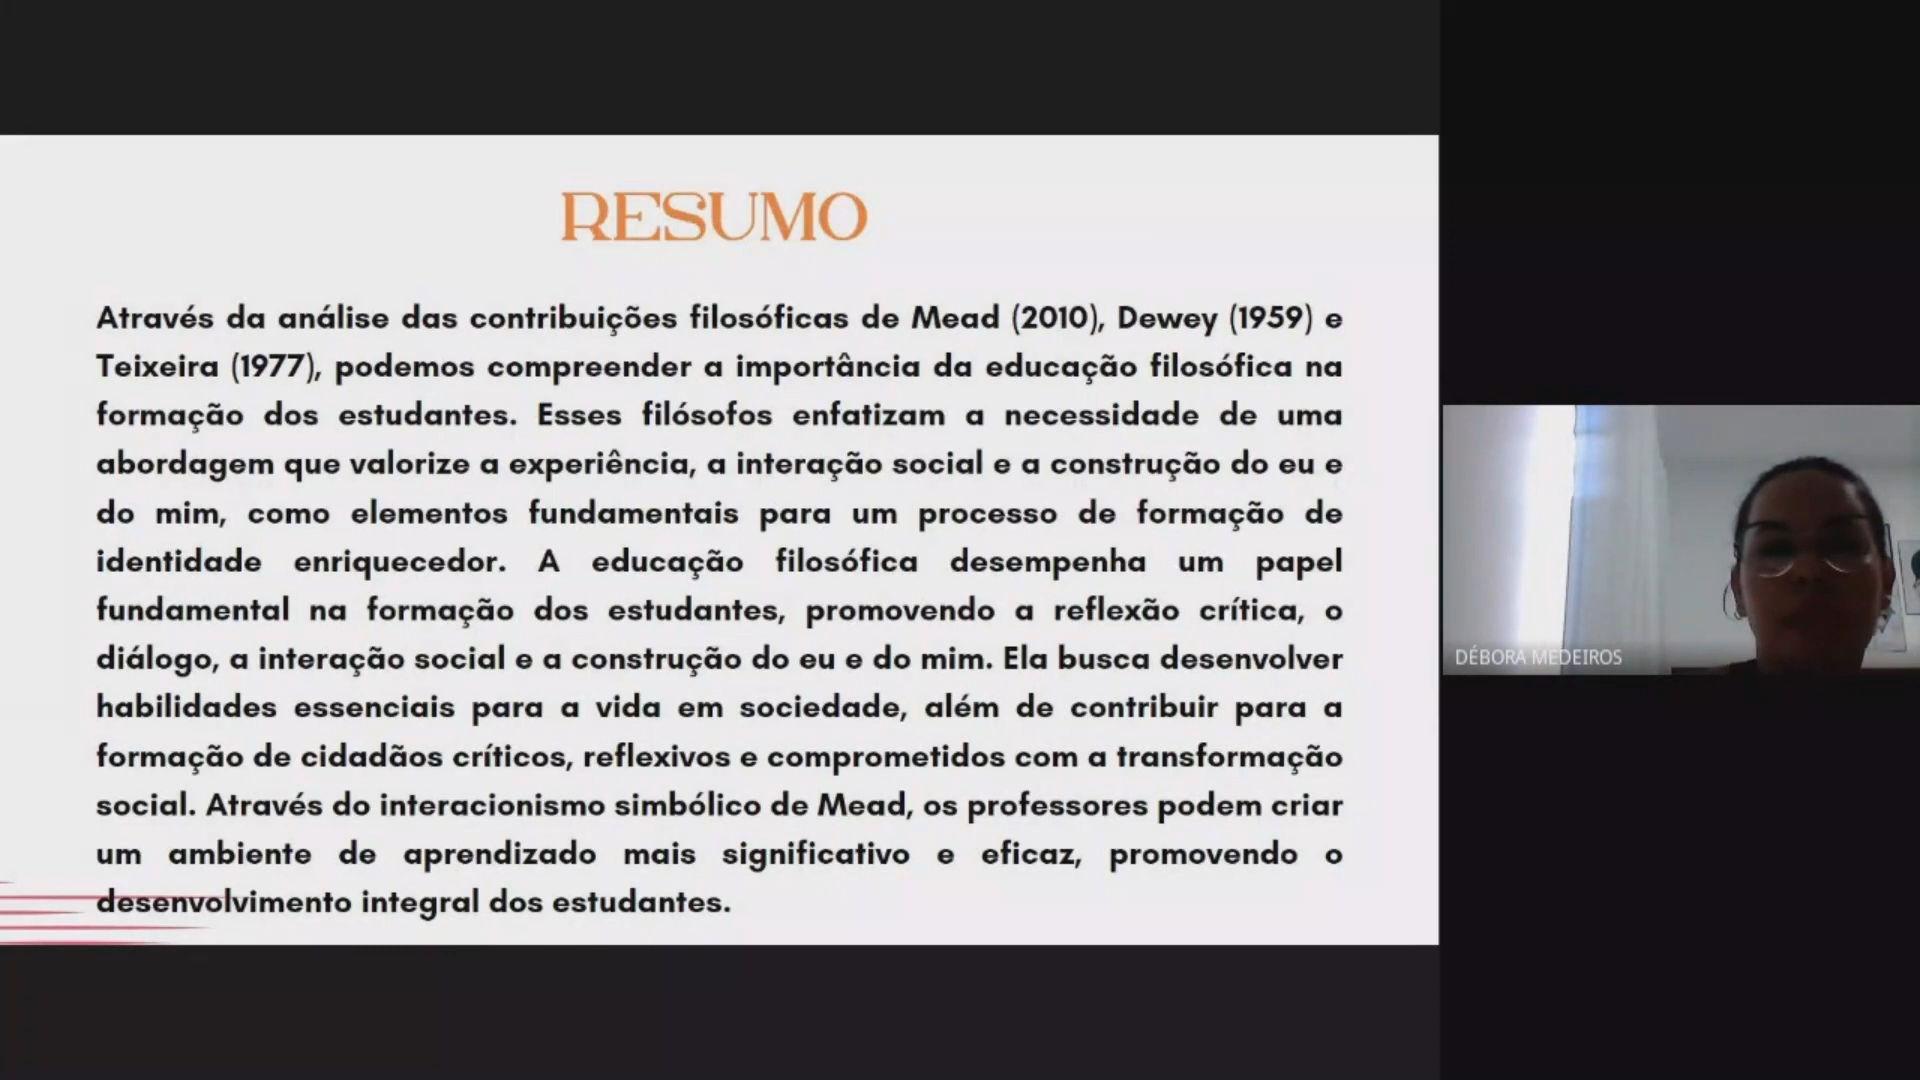 RESUMO
Através da análise das contribuições filosóficas de Mead (2010), Dewey (1959) e
Teixeira (1977), podemos compreender a importância da educação filosófica na
formação dos estudantes. Esses filósofos enfatizam a necessidade de uma
abordagem que valorize a experiência, a interação social e a construção do eu e
do mim, como elementos fundamentais para um processo de formação de
identidade enriquecedor. A educação filosófica desempenha um papel
fundamental na formação dos estudantes, promovendo a reflexão crítica, o
diálogo, a interação social e a construção do eu e do mim. Ela busca desenvolver
habilidades essenciais para a vida em sociedade, além de contribuir para a
formação de cidadãos críticos, reflexivos e comprometidos com a transformação
social. Através do interacionismo simbólico de Mead, os professores podem criar
um ambiente de aprendizado mais significativo e eficaz, promovendo o
desenvolvimento integral dos estudantes.
DÉBORA MEDEIROS